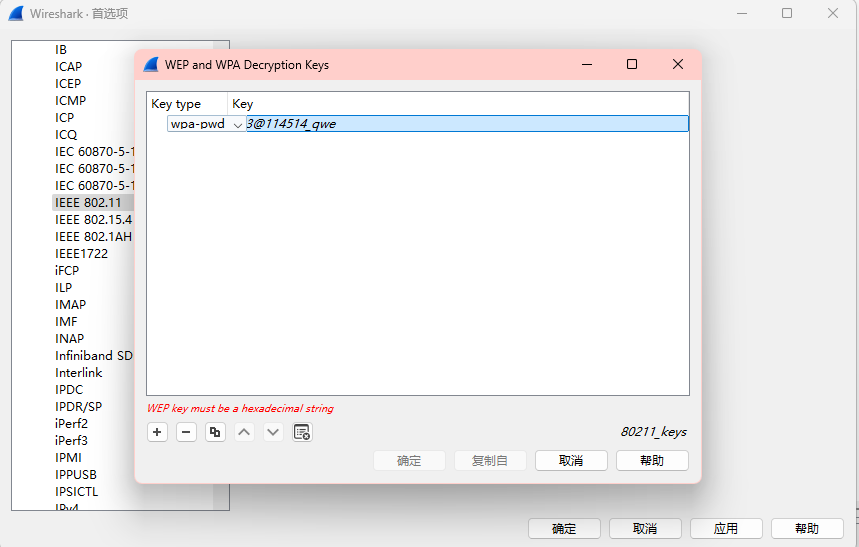 Wireshark · 首选项
IB
ICAP
ICEP
ICMP
ICP
ICQ
IEC 60870-5-1
IEC 60870-5-1
IEC 60870-5-1
IEEE 802.11
IEEE 802.15.4
IEEE 802.1AH
IEEE1722
iFCP
ILP
IMAP
IMF
INAP
Infiniband SD
Interlink
IPDC
IPDR/SP
iPerf2
iPerf3
IPMI
IPPUSB
IPSICTL
IPv4
WEP and WPA Decryption Keys
Key type Key
wpa-pwd 3@114514_qwe
WEP key must be a hexadecimal string
80211_keys
确定 复制自 取消 帮助
确定 取消 应用 帮助